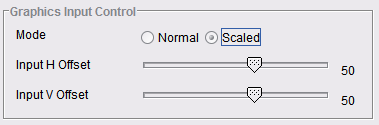 Graphics Input Control
Mode Normal Scaled
Input H Offset 50
Input V Offset 50